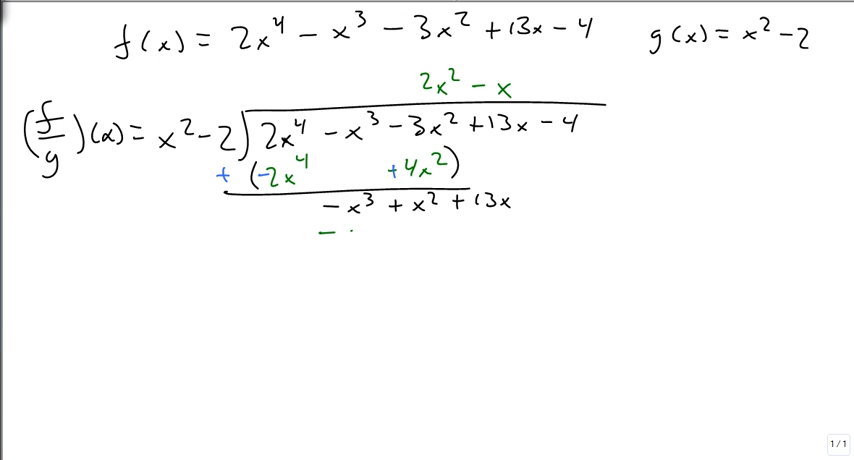 f(x) = 2x⁴ - x³ - 3x² + 13x - 4 g(x) = x² - 2
2x² - x
(f/g)(x) = x² - 2 ) 2x⁴ - x³ - 3x² + 13x - 4
+ (-2x⁴ + 4x²)
- x³ + x² + 13x
-
1 / 1